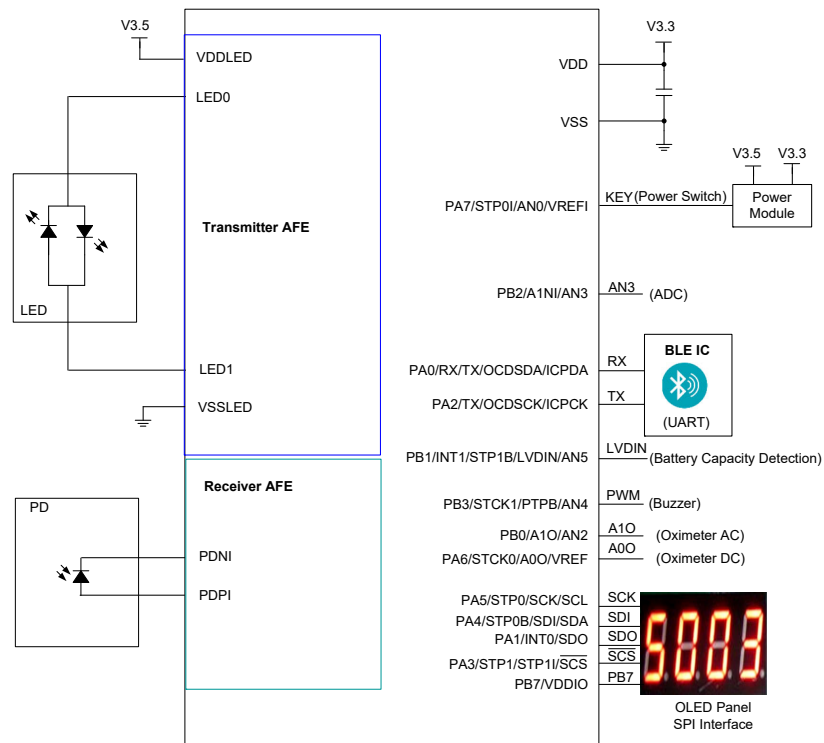 V3.5
VDDLED
LED0
LED
LED1
VSSLED
Transmitter AFE
Receiver AFE
PD
PDNI
PDPI
V3.3
VDD
VSS
V3.5 V3.3
PA7/STP0I/AN0/VREFI KEY (Power Switch)
Power
Module
PB2/A1NI/AN3 AN3 (ADC)
BLE IC
PA0/RX/TX/OCDSDA/ICPDA RX
PA2/TX/OCDSCK/ICPCK TX
(UART)
PB1/INT1/STP1B/LVDIN/AN5 LVDIN (Battery Capacity Detection)
PB3/STCK1/PTPB/AN4 PWM (Buzzer)
PB0/A1O/AN2 A1O (Oximeter AC)
PA6/STCK0/A0O/VREF A0O (Oximeter DC)
PA5/STP0/SCK/SCL SCK
PA4/STP0B/SDI/SDA SDI
PA1/INT0/SDO SDO
PA3/STP1/STP1I/SCS SCS
PB7/VDDIO PB7
5003
OLED Panel
SPI Interface